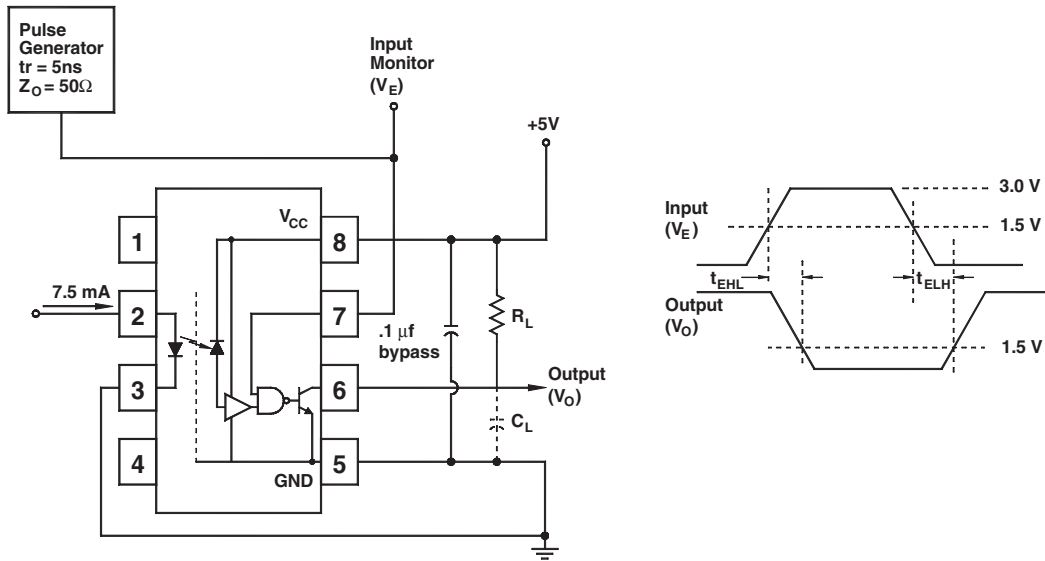 Pulse
Generator
tr = 5ns
ZO = 50Ω
Input
Monitor
(VE)
+5V
VCC
1
8
7.5 mA
2
7
.1 µf
bypass
RL
3
6
Output
(VO)
CL
4
5
GND
3.0 V
Input
(VE)
1.5 V
tEHL
tELH
Output
(VO)
1.5 V